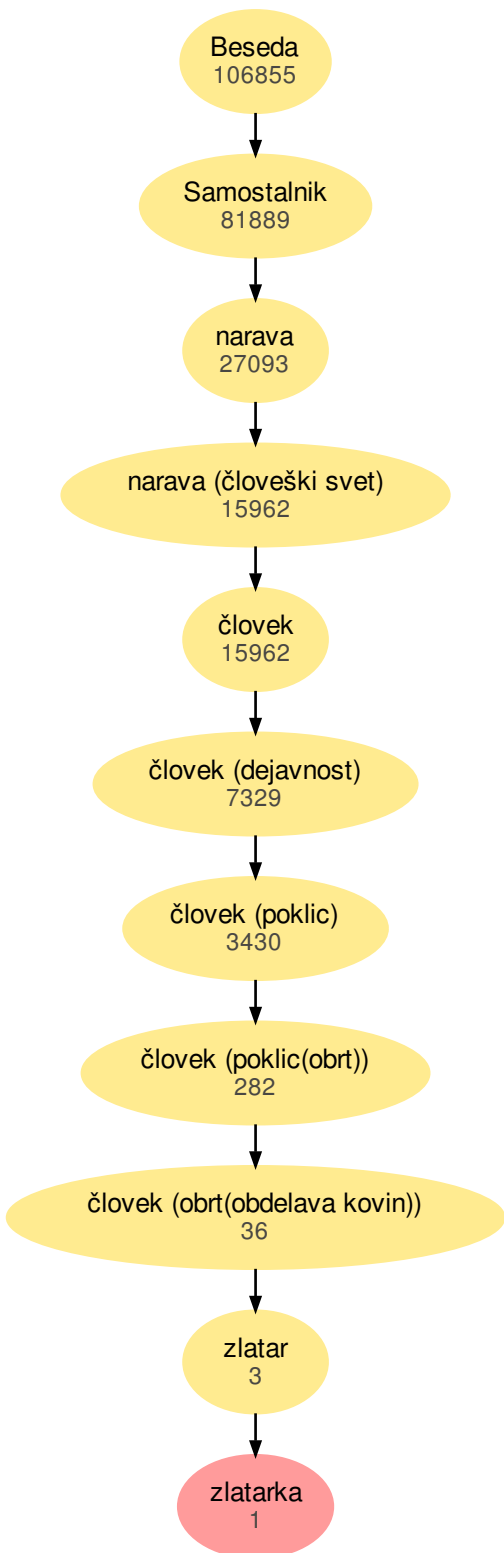 Beseda
106855
Samostalnik
81889
narava
27093
narava (človeški svet)
15962
človek
15962
človek (dejavnost)
7329
človek (poklic)
3430
človek (poklic(obrt))
282
človek (obrt(obdelava kovin))
36
zlatar
3
zlatarka
1